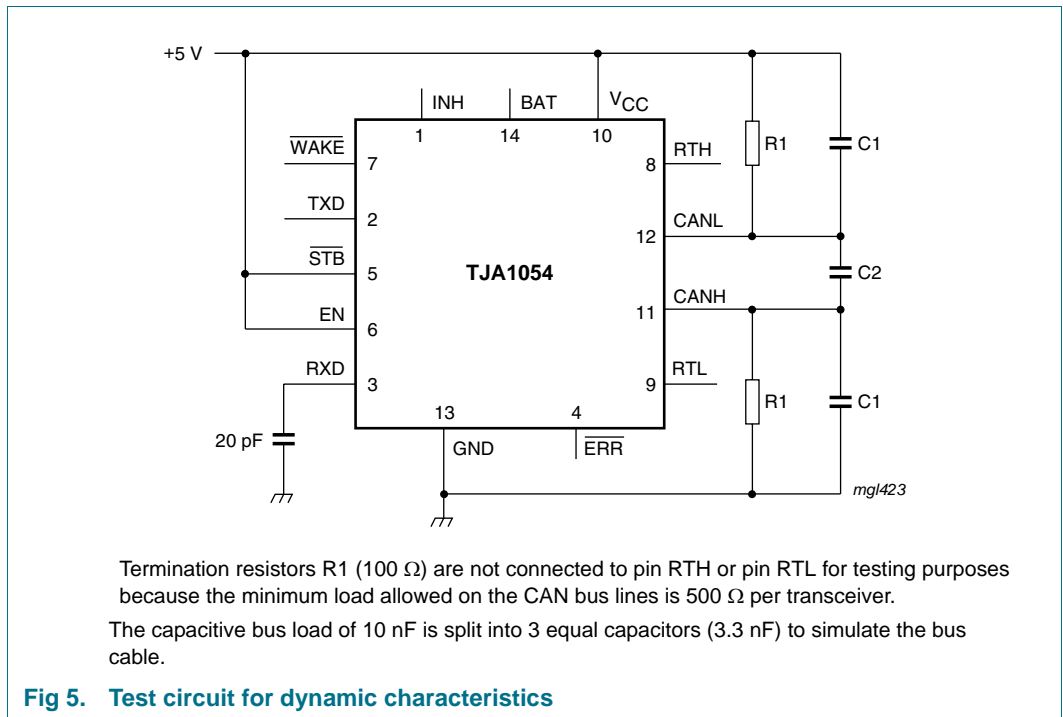 +5 V
INH
BAT
VCC
1
14
10
WAKE
7
8
RTH
R1
C1
TXD
2
12
CANL
STB
5
TJA1054
C2
EN
6
11
CANH
RXD
3
9
RTL
R1
C1
20 pF
13
4
GND
ERR
mgl423
Termination resistors R1 (100 Ω) are not connected to pin RTH or pin RTL for testing purposes
because the minimum load allowed on the CAN bus lines is 500 Ω per transceiver.
The capacitive bus load of 10 nF is split into 3 equal capacitors (3.3 nF) to simulate the bus
cable.
Fig 5. Test circuit for dynamic characteristics